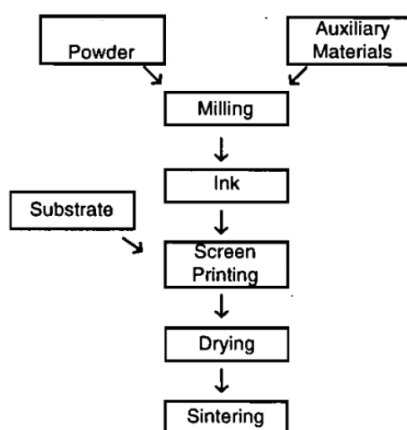 Powder
Auxiliary
Materials
Milling
Ink
Substrate
Screen
Printing
Drying
Sintering